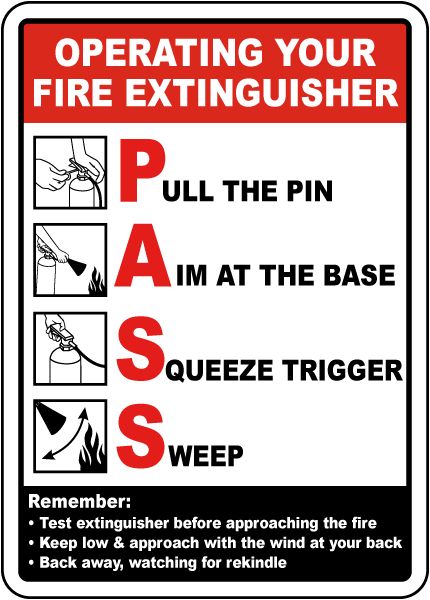 OPERATING YOUR
FIRE EXTINGUISHER
PULL THE PIN
AIM AT THE BASE
SQUEEZE TRIGGER
SWEEP
Remember:
• Test extinguisher before approaching the fire
• Keep low & approach with the wind at your back
• Back away, watching for rekindle